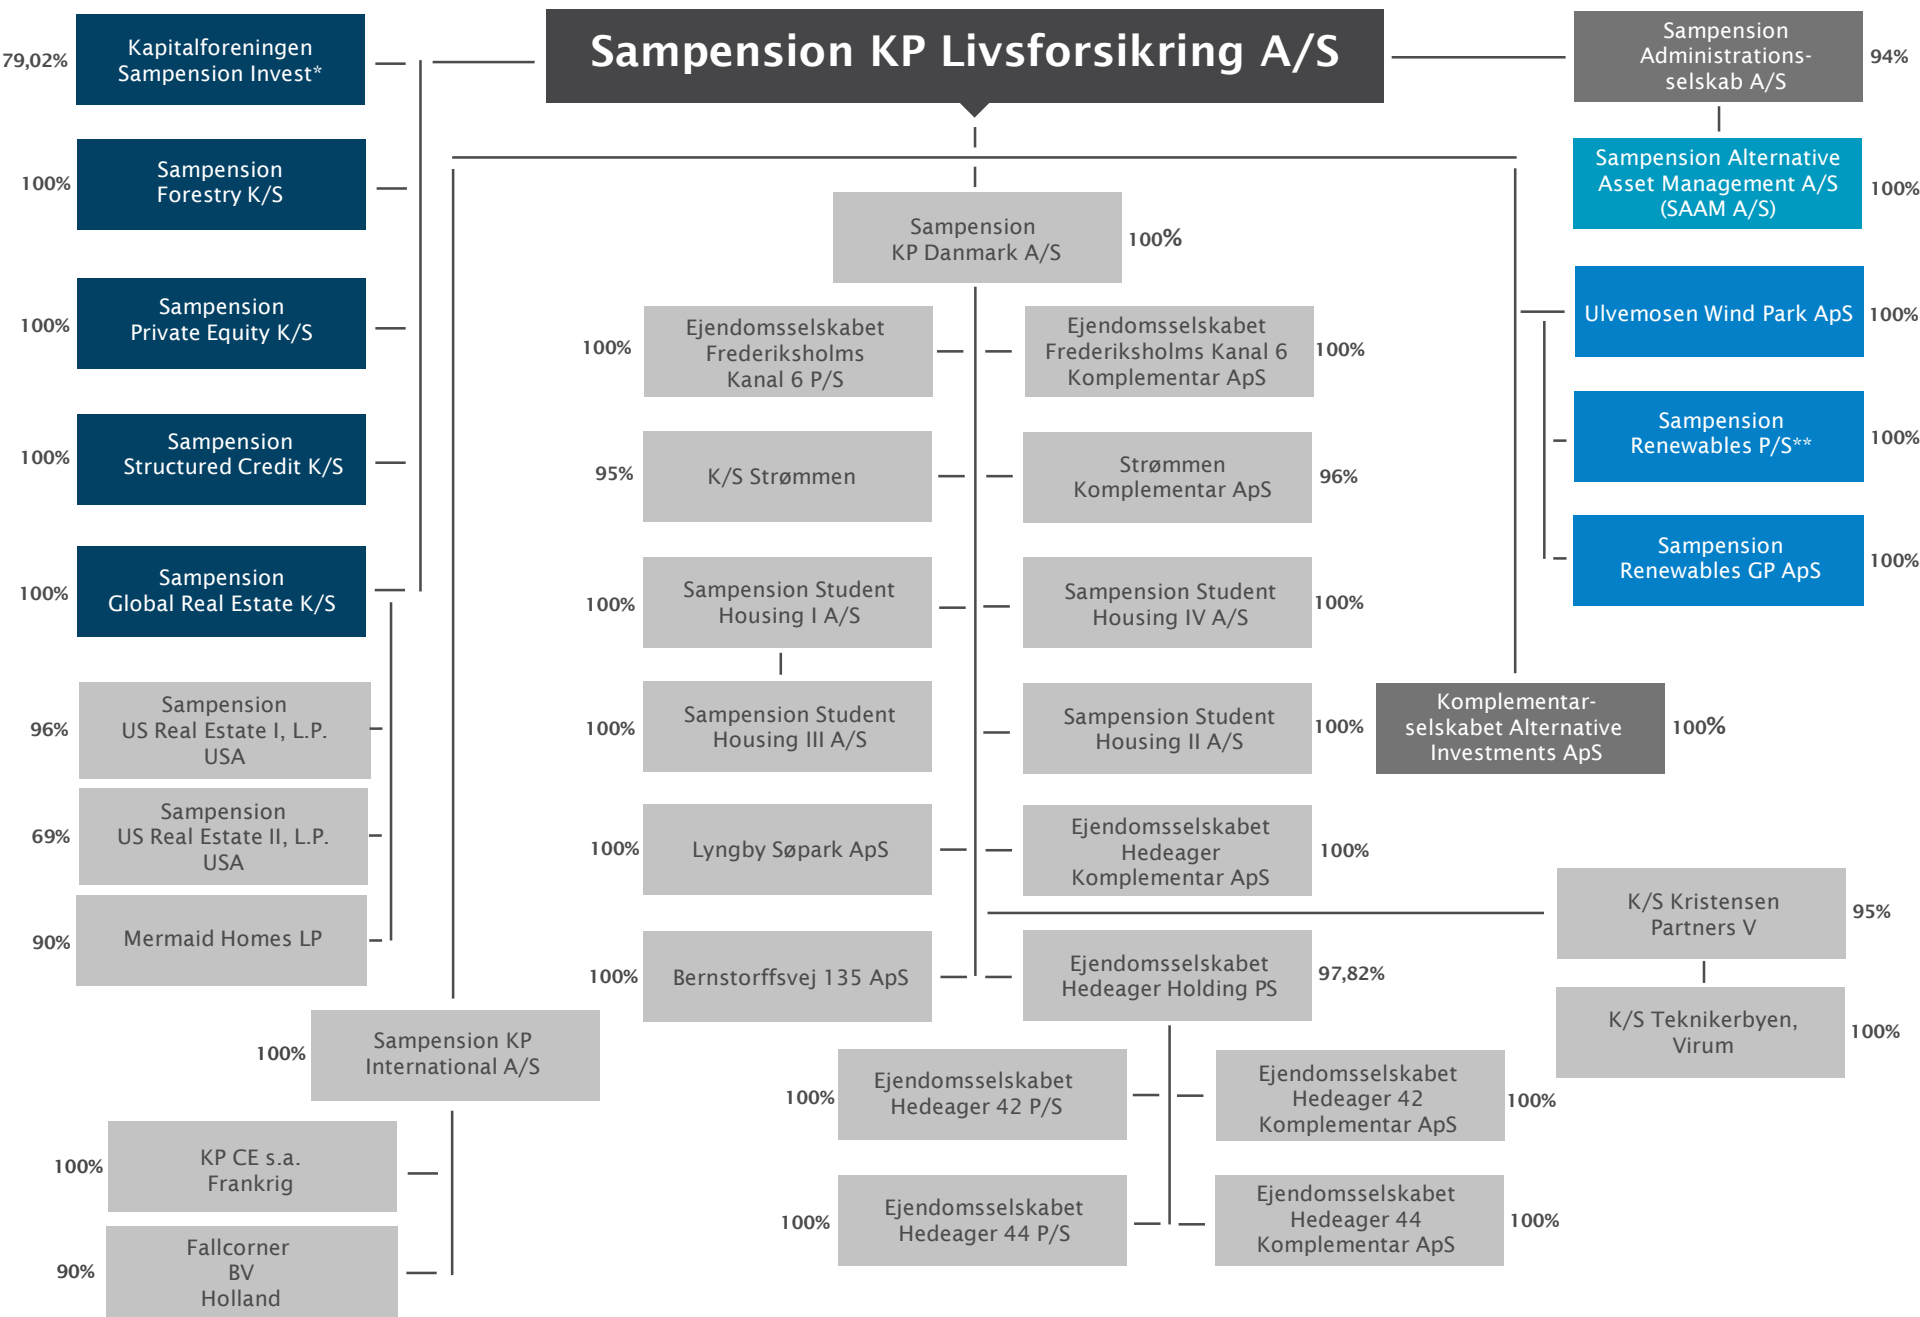 Sampension KP Livsforsikring A/S
79,02%
Kapitalforeningen
Sampension Invest*
100%
Sampension
Forestry K/S
100%
Sampension
Private Equity K/S
100%
Sampension
Structured Credit K/S
100%
Sampension
Global Real Estate K/S
96%
Sampension
US Real Estate I, L.P.
USA
69%
Sampension
US Real Estate II, L.P.
USA
90%
Mermaid Homes LP
100%
Sampension KP
International A/S
100%
KP CE s.a.
Frankrig
90%
Fallcorner
BV
Holland
Sampension
KP Danmark A/S
100%
100%
Ejendomsselskabet
Frederiksholms
Kanal 6 P/S
Ejendomsselskabet
Frederiksholms Kanal 6
Komplementar ApS
100%
95%
K/S Strømmen
Strømmen
Komplementar ApS
96%
100%
Sampension Student
Housing I A/S
Sampension Student
Housing IV A/S
100%
100%
Sampension Student
Housing III A/S
Sampension Student
Housing II A/S
100%
100%
Lyngby Søpark ApS
Ejendomsselskabet
Hedeager
Komplementar ApS
100%
100%
Bernstorffsvej 135 ApS
Ejendomsselskabet
Hedeager Holding PS
97,82%
100%
Ejendomsselskabet
Hedeager 42 P/S
Ejendomsselskabet
Hedeager 42
Komplementar ApS
100%
100%
Ejendomsselskabet
Hedeager 44 P/S
Ejendomsselskabet
Hedeager 44
Komplementar ApS
100%
Sampension
Administrations-
selskab A/S
94%
Sampension Alternative
Asset Management A/S
(SAAM A/S)
100%
Ulvemosen Wind Park ApS
100%
Sampension
Renewables P/S**
100%
Sampension
Renewables GP ApS
100%
Komplementar-
selskabet Alternative
Investments ApS
100%
K/S Kristensen
Partners V
95%
K/S Teknikerbyen,
Virum
100%